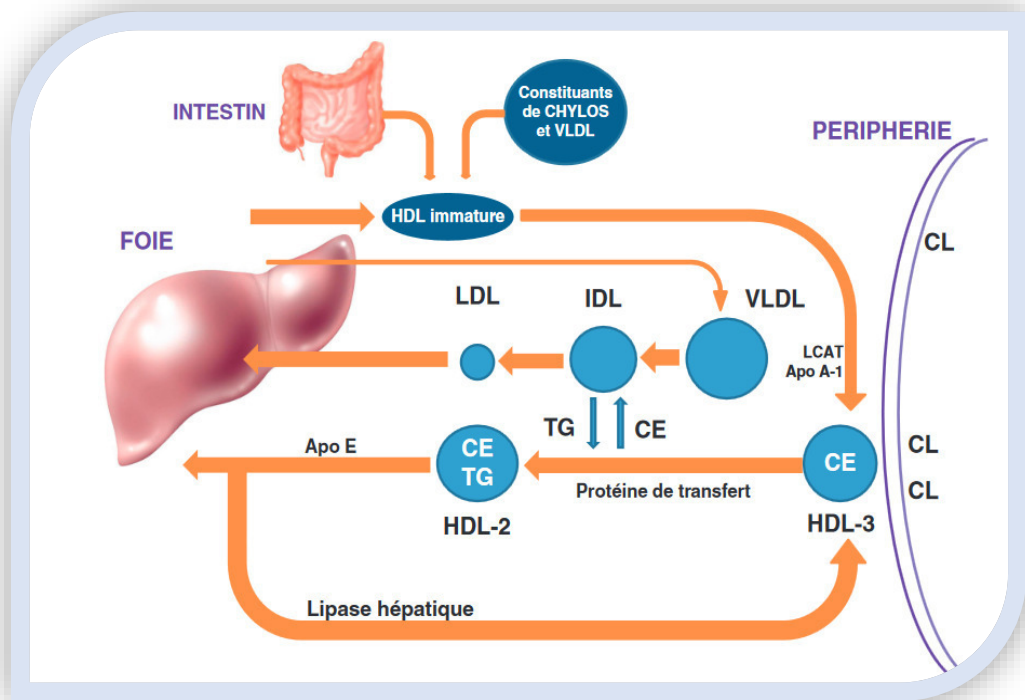 INTESTIN
Constituants
de CHYLOS
et VLDL
PERIPHERIE
HDL immature
FOIE
CL
LDL
IDL
VLDL
LCAT
Apo A-1
TG
CE
Apo E
CE
TG
CE
CL
CL
Protéine de transfert
HDL-2
HDL-3
Lipase hépatique